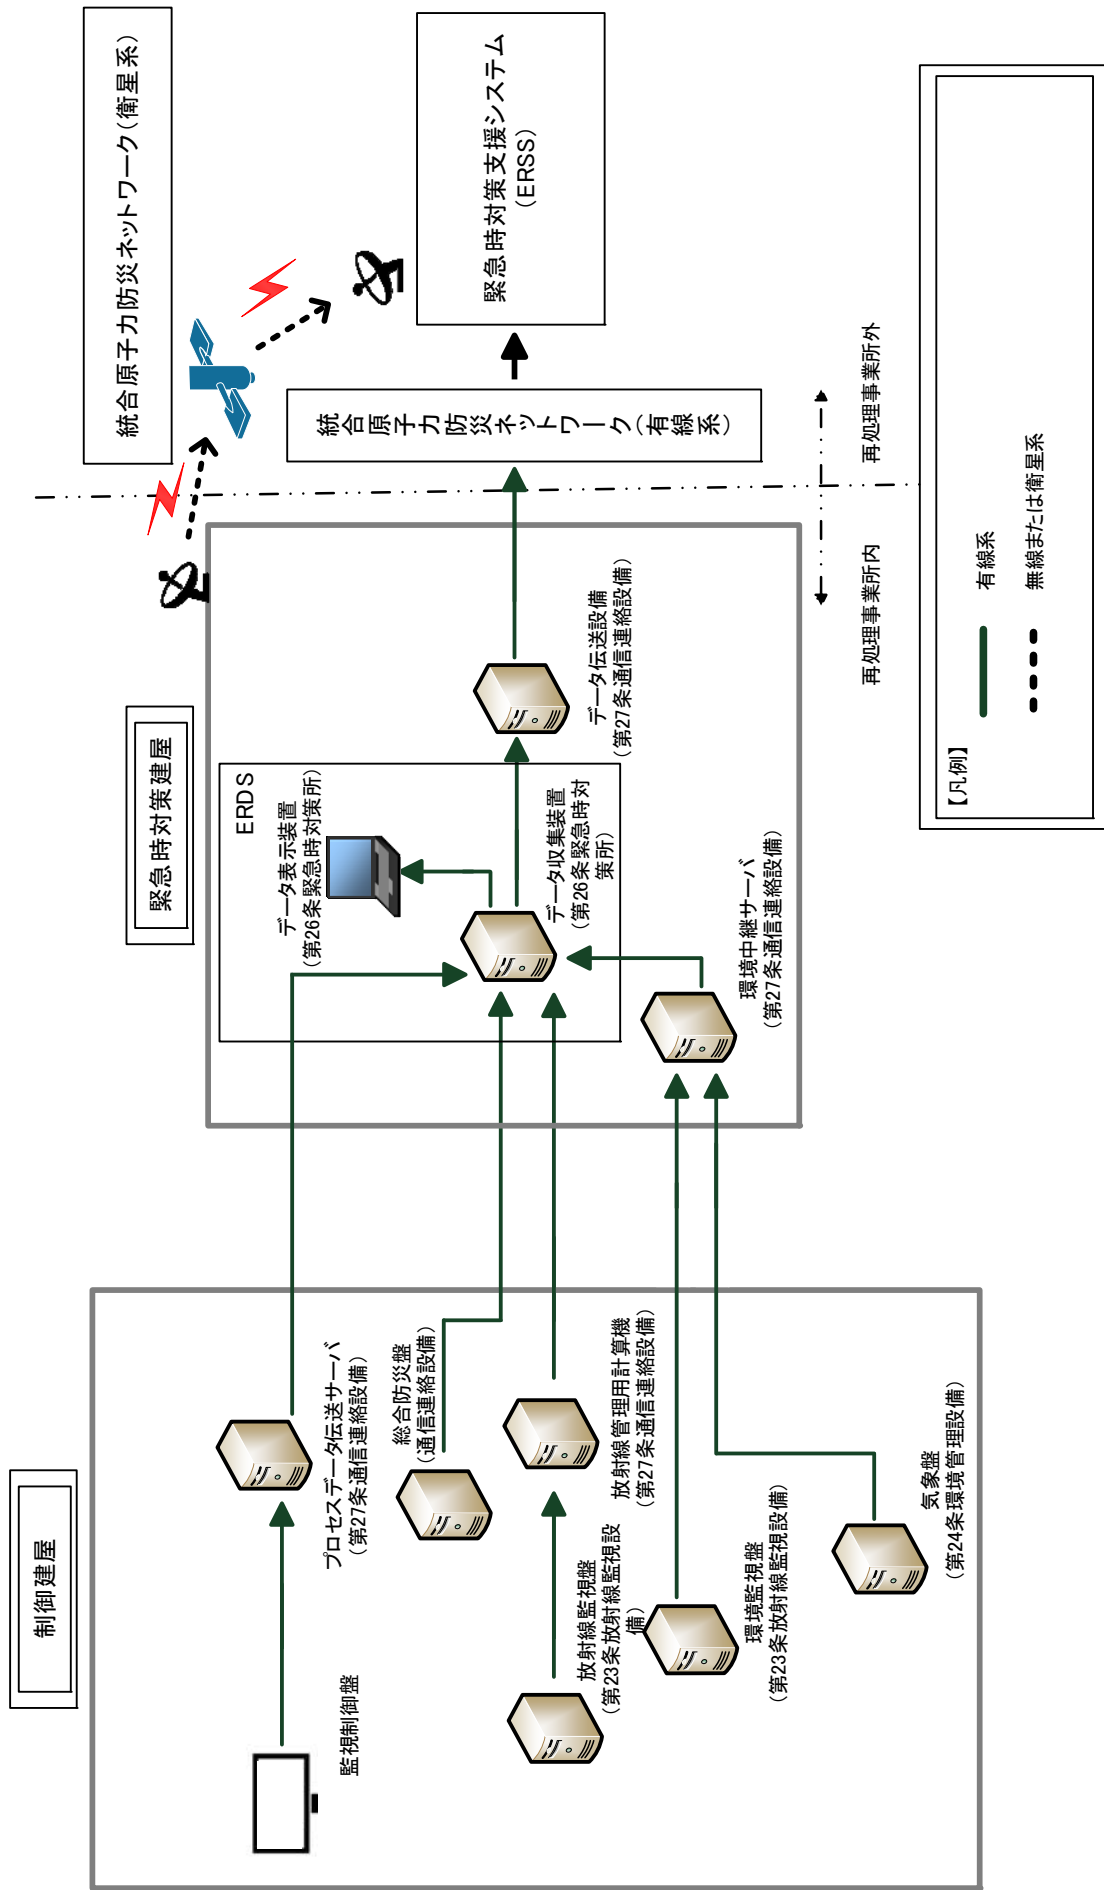 制御建屋
監視制御盤
プロセスデータ伝送サーバ
(第27条通信連絡設備)
総合防災盤
(通信連絡設備)
放射線監視盤
(第23条放射線監視設
備)
放射線管理用計算機
(第27条通信連絡設備)
環境監視盤
(第23条放射線監視設備)
気象盤
(第24条環境管理設備)
緊急時対策建屋
ERDS
データ表示装置
(第26条緊急時対策所)
データ収集装置
(第26条緊急時対
策所)
データ伝送設備
(第27条通信連絡設備)
環境中継サーバ
(第27条通信連絡設備)
統合原子力防災ネットワーク(衛星系)
統合原子力防災ネットワーク(有線系)
緊急時対策支援システム
(ERSS)
再処理事業所内
再処理事業所外
【凡例】
有線系
無線または衛星系